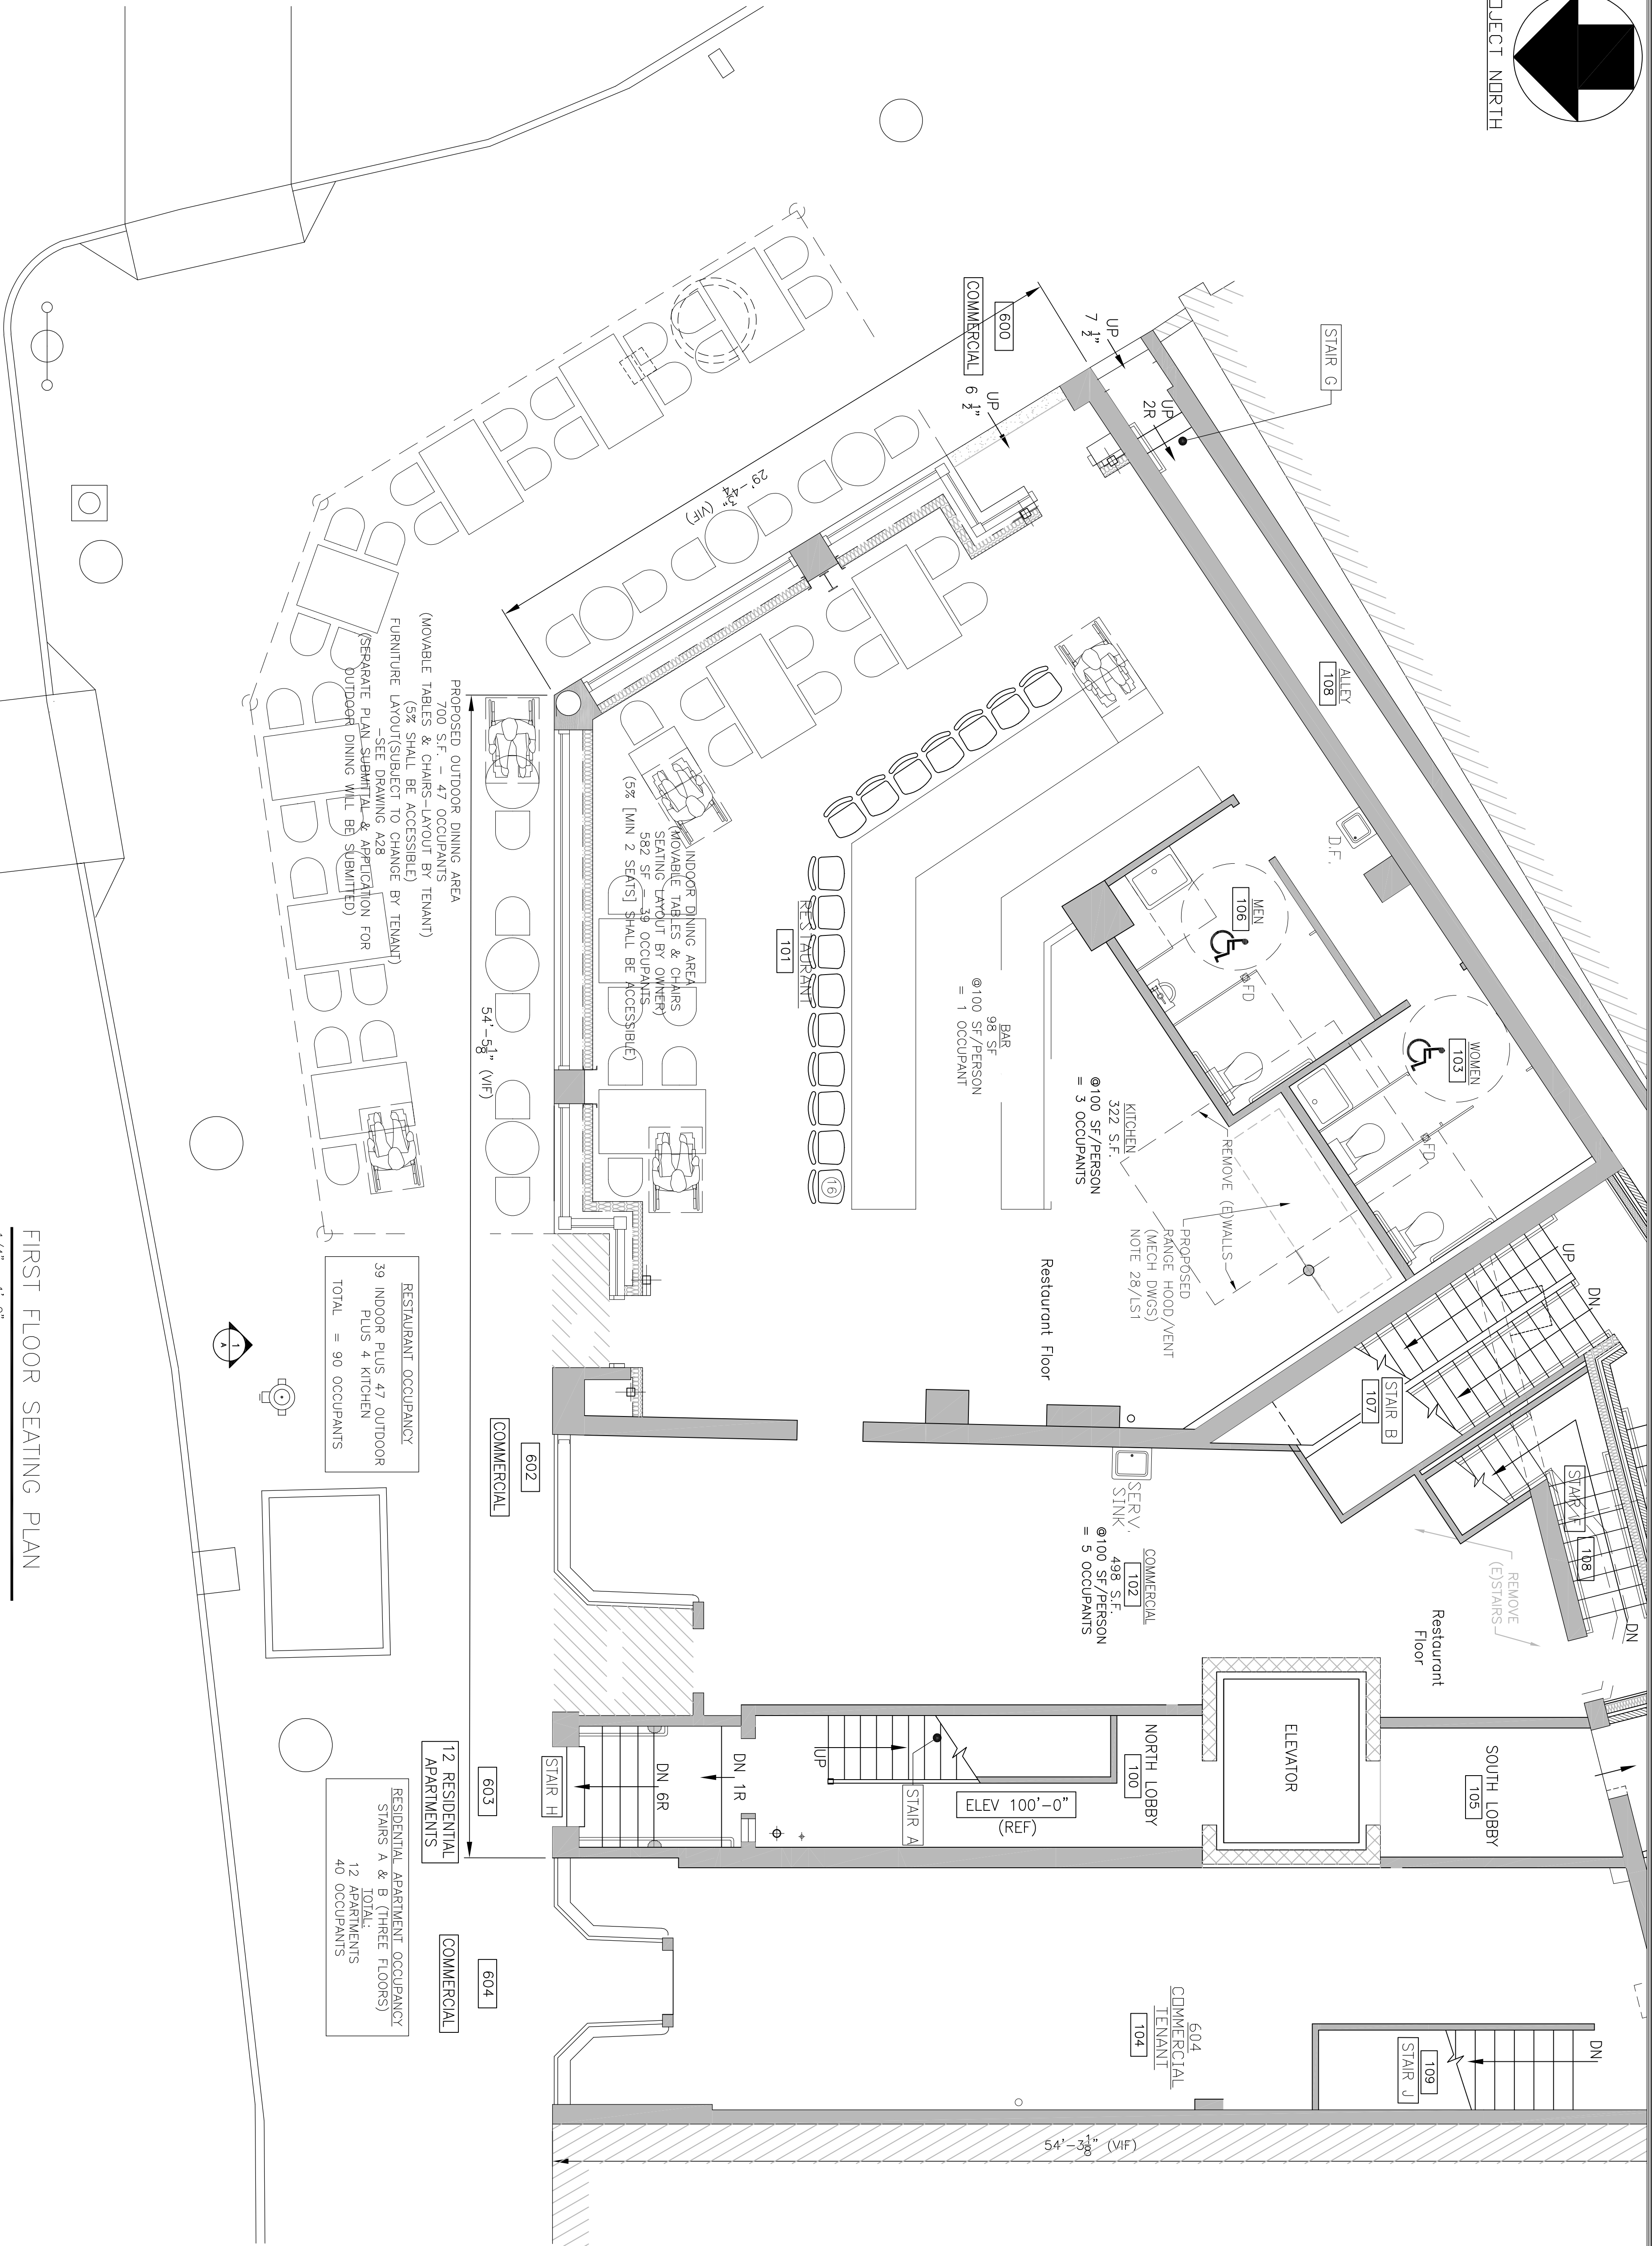 PROJECT NORTH
STAIR G
UP
7 1/2"
UP
2R
600
COMMERCIAL
UP
6 1/2"
ALLEY
108
D.F.
29'-4 3/4" (VIF)
MEN
106
FD
WOMEN
103
FD
PROPOSED OUTDOOR DINING AREA
700 S.F. - 47 OCCUPANTS
(MOVABLE TABLES & CHAIRS-LAYOUT BY TENANT)
(5% SHALL BE ACCESSIBLE)
FURNITURE LAYOUT(SUBJECT TO CHANGE BY TENANT)
-SEE DRAWING A28
(SEPARATE PLAN SUBMITTAL & APPLICATION FOR
OUTDOOR DINING WILL BE SUBMITTED)
INDOOR DINING AREA
(MOVABLE TABLES & CHAIRS
SEATING LAYOUT BY OWNER)
582 SF = 39 OCCUPANTS
(5% [MIN 2 SEATS] SHALL BE ACCESSIBLE)
RESTAURANT
101
16
BAR
98 SF
@100 SF/PERSON
= 1 OCCUPANT
KITCHEN
322 S.F.
@100 SF/PERSON
= 3 OCCUPANTS
REMOVE (E)WALLS
PROPOSED
RANGE HOOD/VENT
(MECH DWGS)
NOTE 28/LS1
Restaurant Floor
54'-5 1/8" (VIF)
UP
DN
STAIR B
107
STAIR F
108
DN
REMOVE
(E)STAIRS
Restaurant
Floor
SERV.
SINK
COMMERCIAL
102
498 S.F.
@100 SF/PERSON
= 5 OCCUPANTS
602
COMMERCIAL
RESTAURANT OCCUPANCY
39 INDOOR PLUS 47 OUTDOOR
PLUS 4 KITCHEN
TOTAL = 90 OCCUPANTS
1
A
SOUTH LOBBY
105
ELEVATOR
NORTH LOBBY
100
ELEV 100'-0"
(REF)
STAIR A
UP
DN 1R
DN 6R
STAIR H
603
12 RESIDENTIAL
APARTMENTS
RESIDENTIAL APARTMENT OCCUPANCY
STAIRS A & B (THREE FLOORS)
TOTAL:
12 APARTMENTS
40 OCCUPANTS
604
COMMERCIAL
604
COMMERCIAL
TENANT
104
DN
109
STAIR J
54'-3 1/8" (VIF)
FIRST FLOOR SEATING PLAN